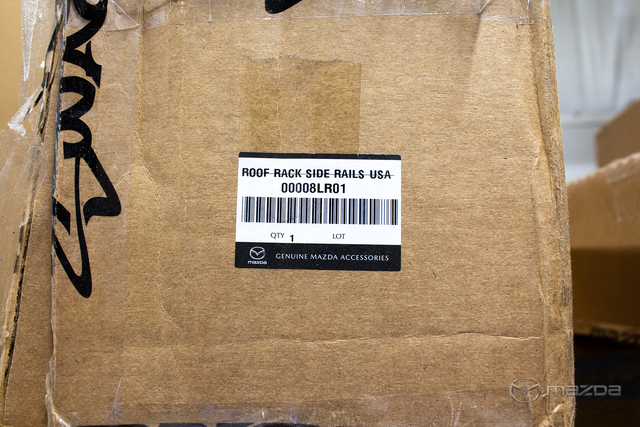 ROOF RACK SIDE RAILS USA
00008LR01
QTY 1 LOT
mazda GENUINE MAZDA ACCESSORIES
mazda